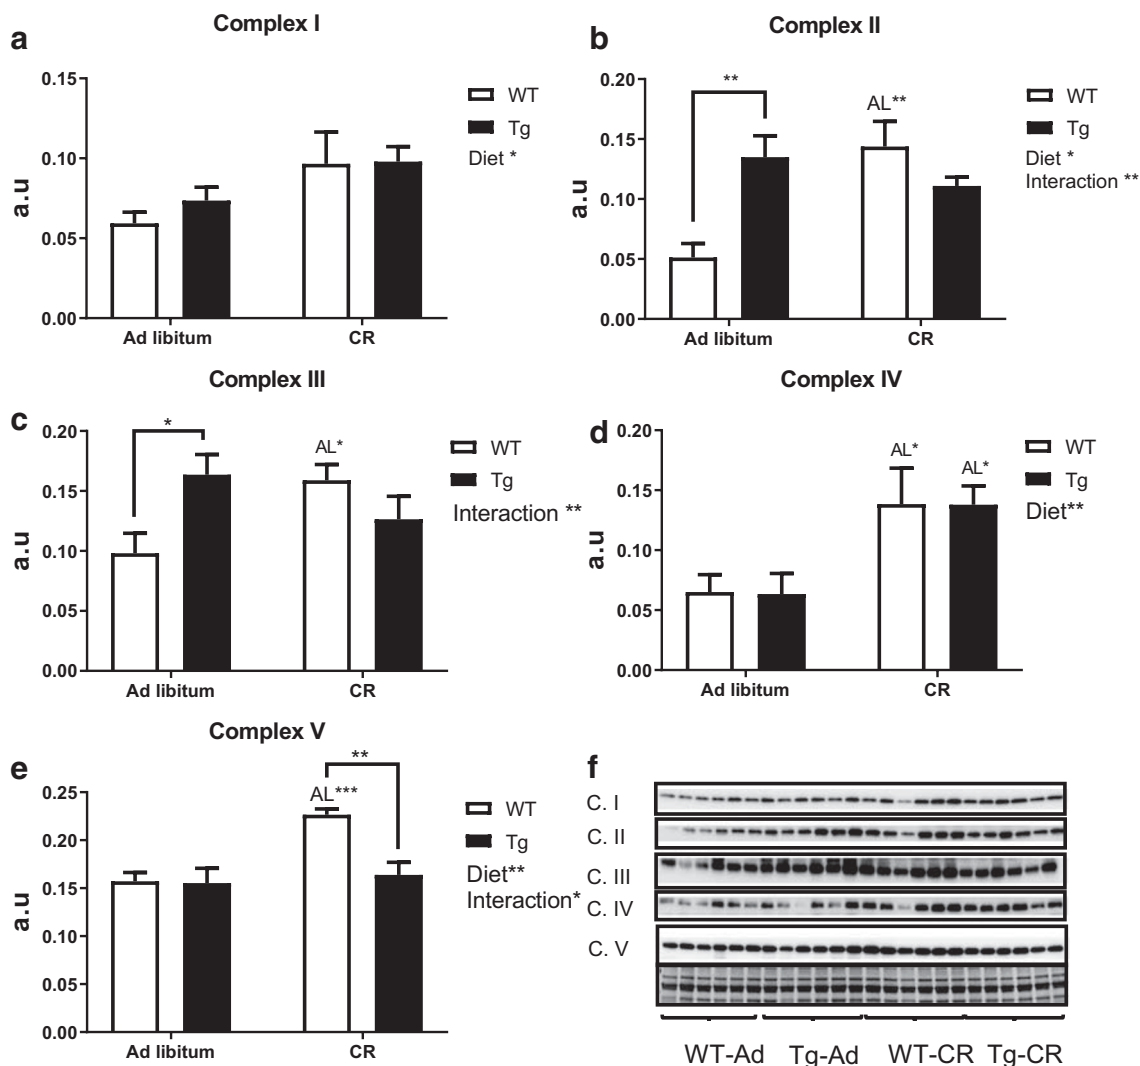 a
Complex I
0.15
0.10
0.05
0.00
a.u
Ad libitum
CR
WT
Tg
Diet *
b
Complex II
0.20
0.15
0.10
0.05
0.00
a.u
**
AL**
Ad libitum
CR
WT
Tg
Diet *
Interaction **
c
Complex III
0.20
0.15
0.10
0.05
0.00
a.u
*
AL*
Ad libitum
CR
WT
Tg
Interaction **
d
Complex IV
0.20
0.15
0.10
0.05
0.00
a.u
AL*
AL*
Ad libitum
CR
WT
Tg
Diet**
e
Complex V
0.25
0.20
0.15
0.10
0.05
0.00
a.u
AL***
**
Ad libitum
CR
WT
Tg
Diet**
Interaction*
f
C. I
C. II
C. III
C. IV
C. V
WT-Ad Tg-Ad WT-CR Tg-CR